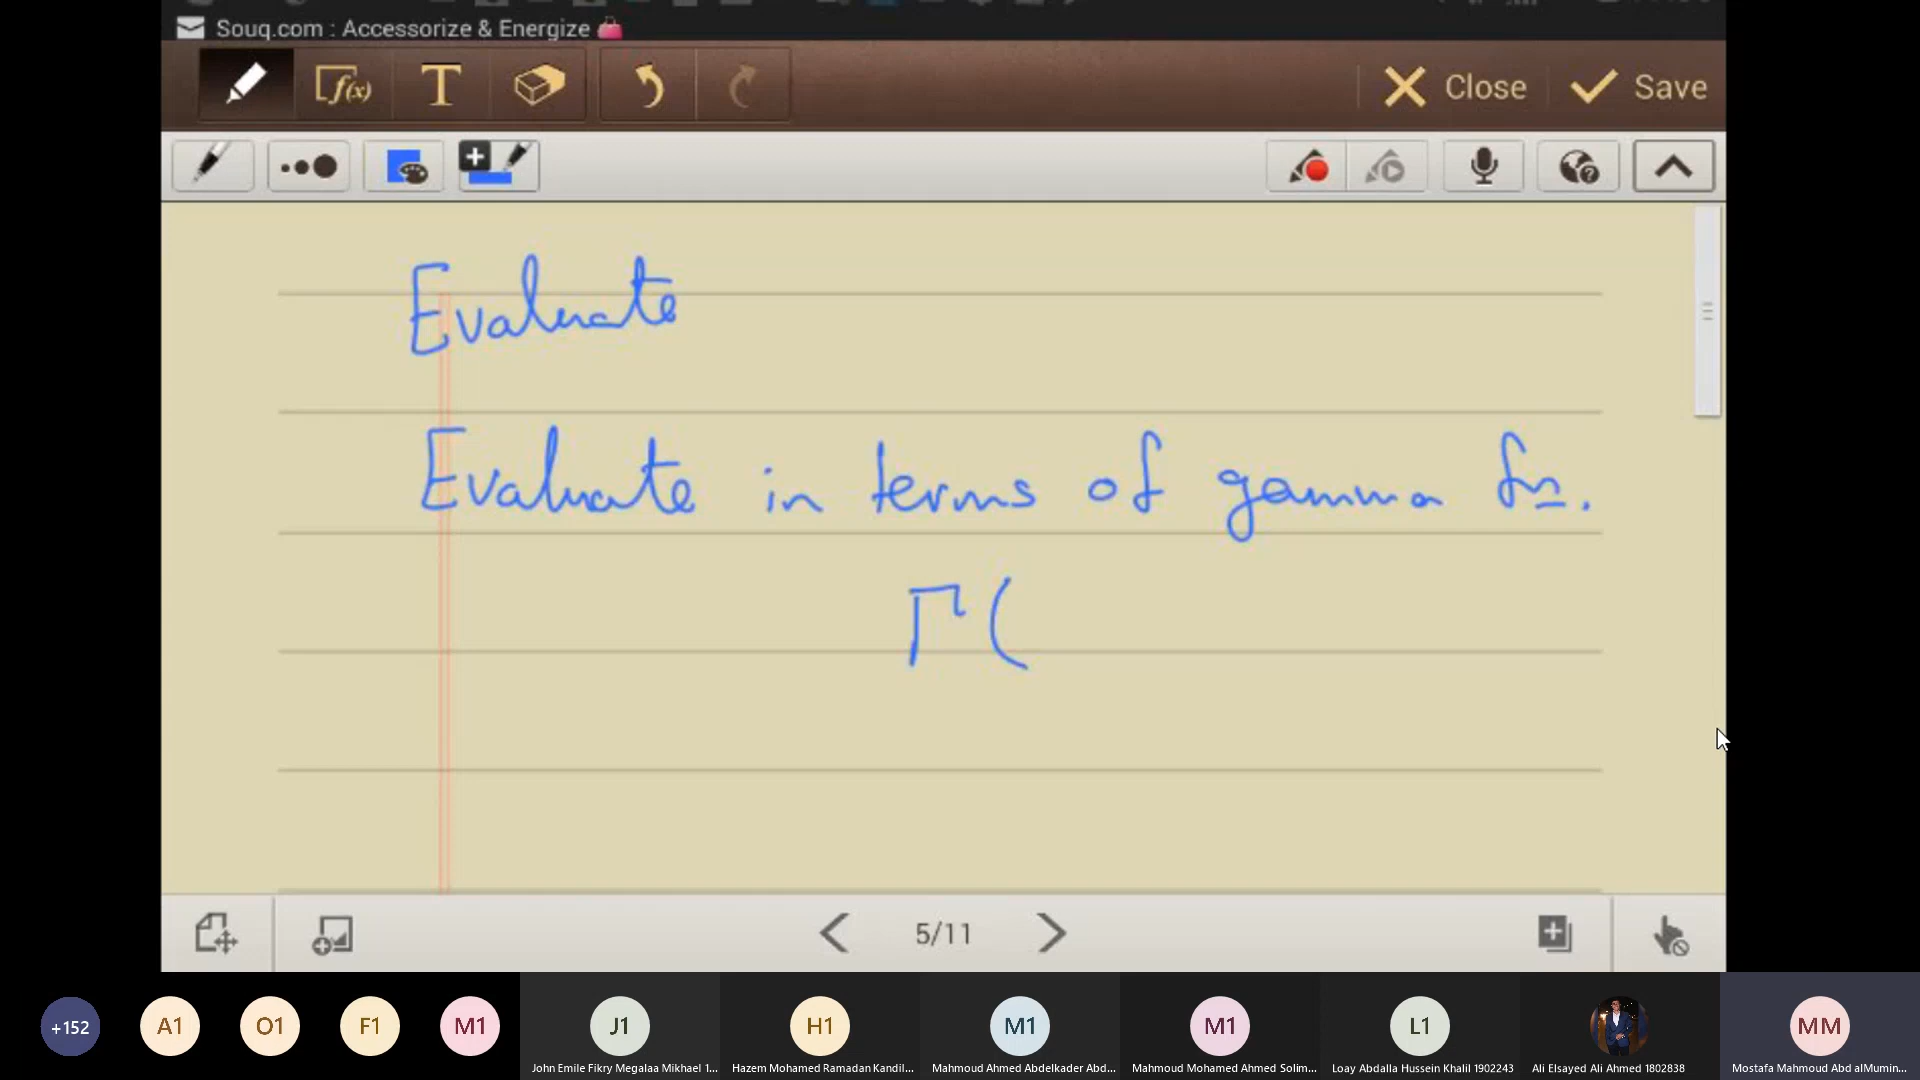 Souq.com : Accessorize & Energize
f(x) T Close Save
Evaluate
Evaluate in terms of gamma fn.
Γ(
5/11
+152 A1 O1 F1 M1 J1 H1 M1 M1 L1 MM
John Emile Fikry Megalaa Mikhael 1... Hazem Mohamed Ramadan Kandil... Mahmoud Ahmed Abdelkader Abd... Mahmoud Mohamed Ahmed Solim... Loay Abdalla Hussein Khalil 1902243 Ali Elsayed Ali Ahmed 1802838 Mostafa Mahmoud Abd alMumin...